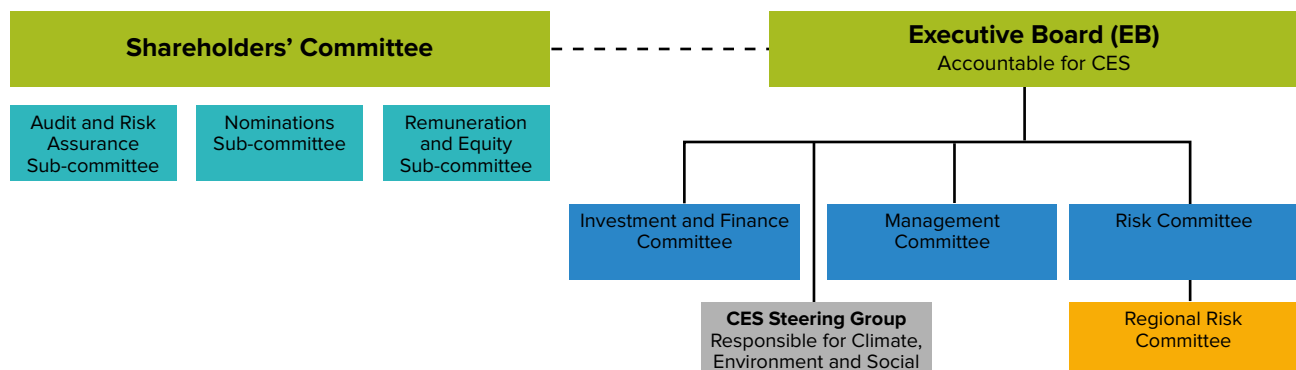 Shareholders’ Committee
Executive Board (EB)
Accountable for CES
Audit and Risk
Assurance
Sub-committee
Nominations
Sub-committee
Remuneration
and Equity
Sub-committee
Investment and Finance
Committee
Management
Committee
Risk Committee
CES Steering Group
Responsible for Climate,
Environment and Social
Regional Risk
Committee